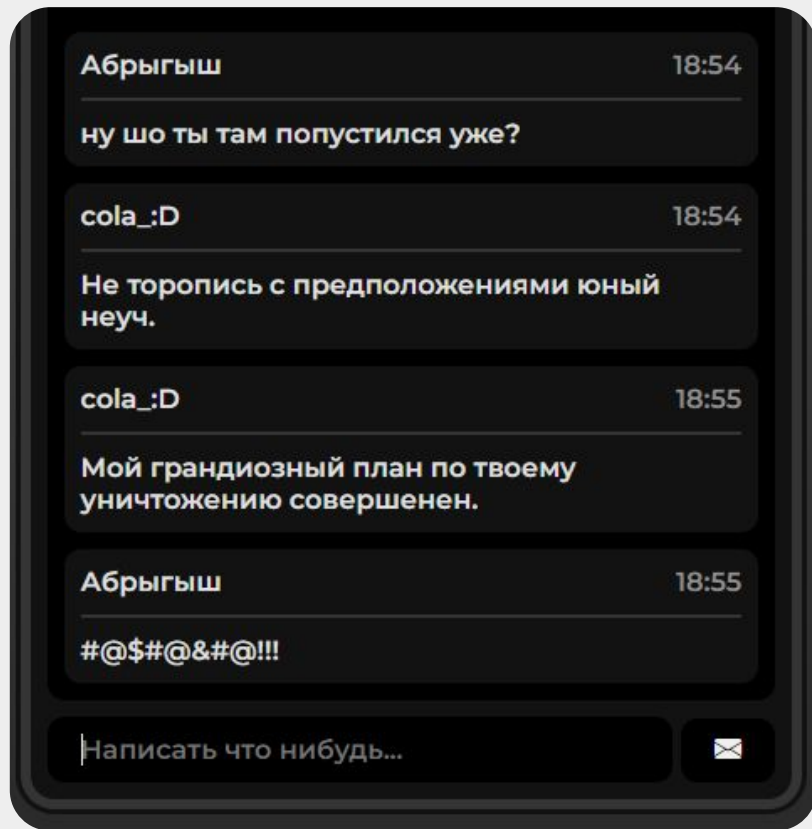 Абрыгыш 18:54
ну шо ты там попустился уже?
cola_:D 18:54
Не торопись с предположениями юный
неуч.
cola_:D 18:55
Мой грандиозный план по твоему
уничтожению совершенен.
Абрыгыш 18:55
#@$#@&#@!!!
Написать что нибудь...